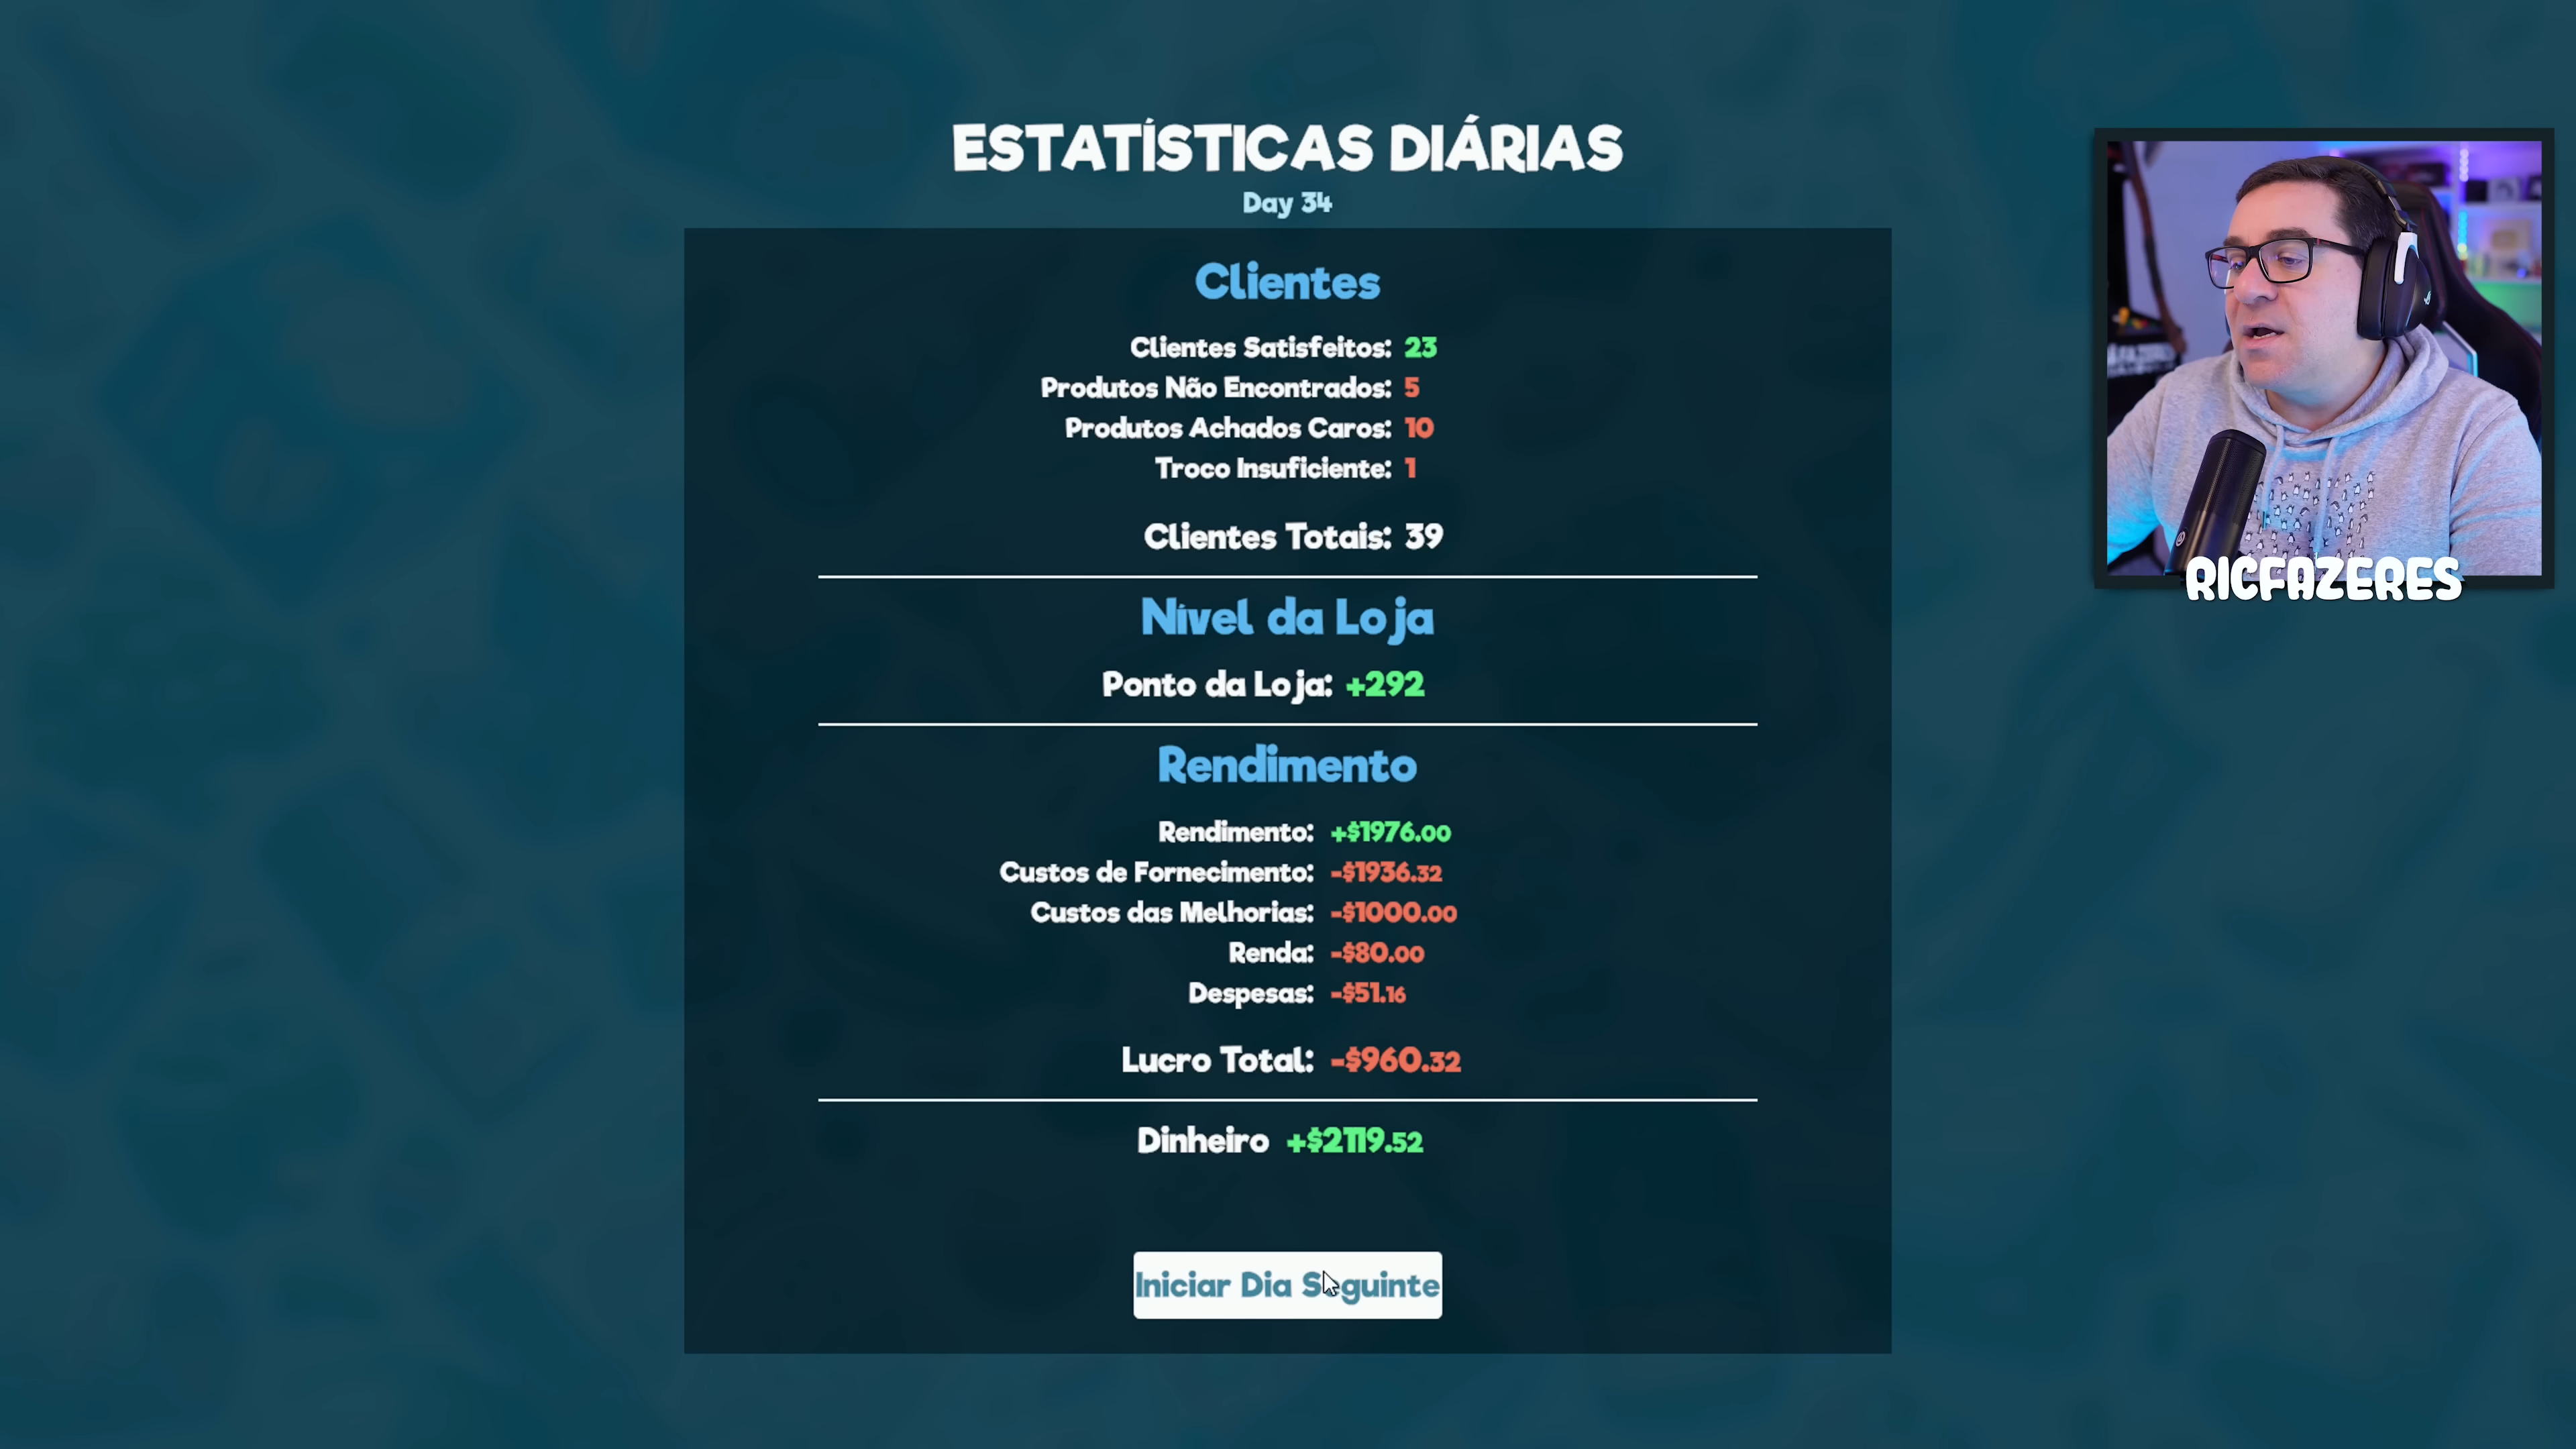 ESTATÍSTICAS DIÁRIAS
Day 34
Clientes
Clientes Satisfeitos: 23
Produtos Não Encontrados: 5
Produtos Achados Caros: 10
Troco Insuficiente: 1
Clientes Totais: 39
Nível da Loja
Ponto da Loja: +292
Rendimento
Rendimento: +$1976.00
Custos de Fornecimento: -$1936.32
Custos das Melhorias: -$1000.00
Renda: -$80.00
Despesas: -$51.16
Lucro Total: -$960.32
Dinheiro +$2119.52
Iniciar Dia Seguinte
RICFAZERES